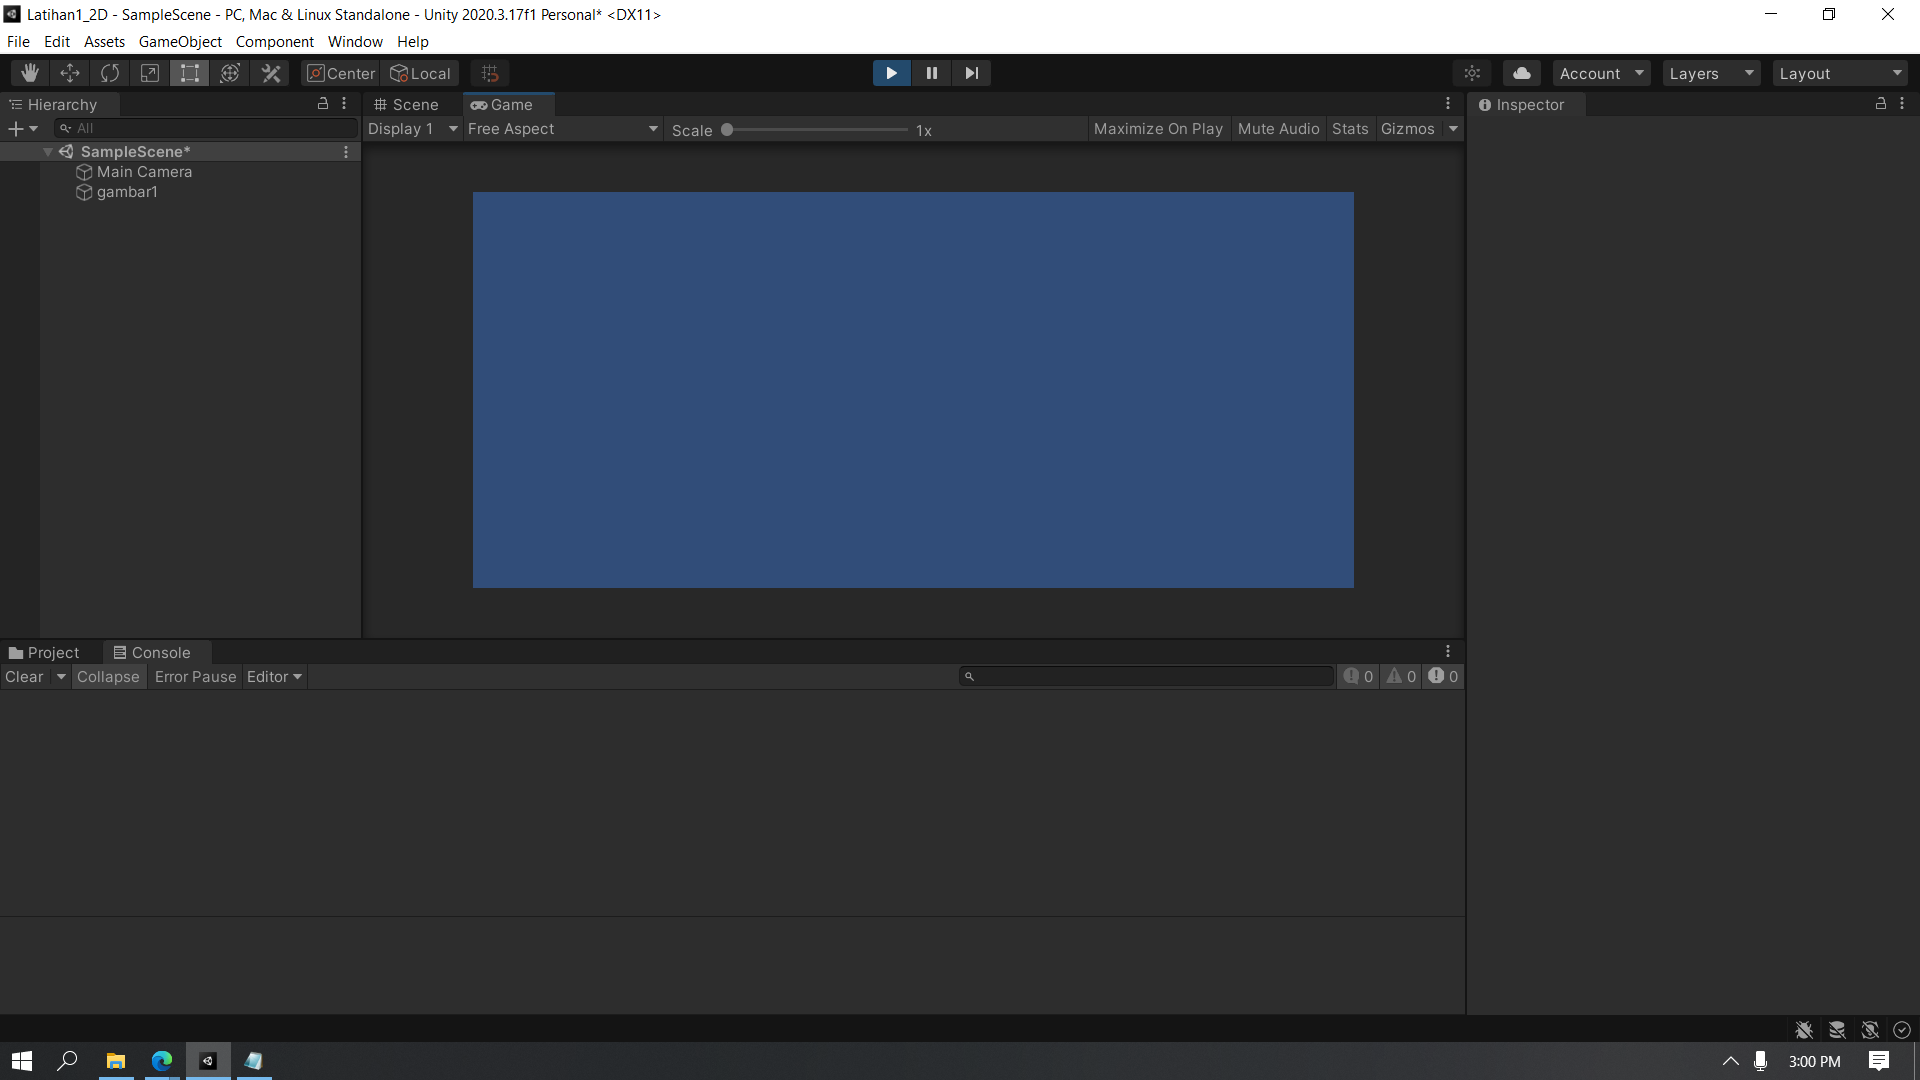 Latihan1_2D - SampleScene - PC, Mac & Linux Standalone - Unity 2020.3.17f1 Personal* <DX11>
File Edit Assets GameObject Component Window Help
Center Local Account Layers Layout
Hierarchy Scene Game Inspector
All Display 1 Free Aspect Scale 1x Maximize On Play Mute Audio Stats Gizmos
SampleScene*
Main Camera
gambar1
Project Console
Clear Collapse Error Pause Editor 0 0 0
3:00 PM